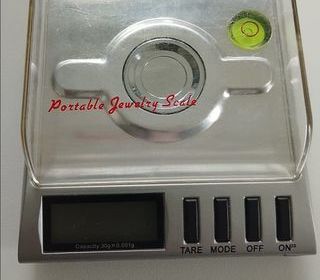 Portable Jewelry Scale
Capacity 30g × 0.001g
TARE MODE OFF ON